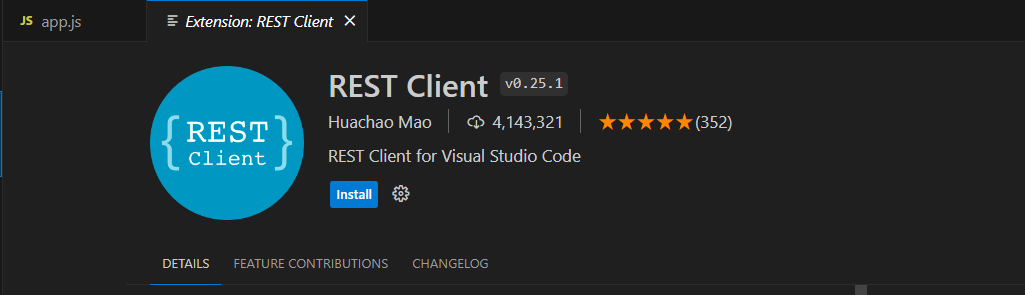 JS app.js Extension: REST Client
REST Client v0.25.1
{REST
Client}
Huachao Mao 4,143,321 (352)
REST Client for Visual Studio Code
Install
DETAILS FEATURE CONTRIBUTIONS CHANGELOG